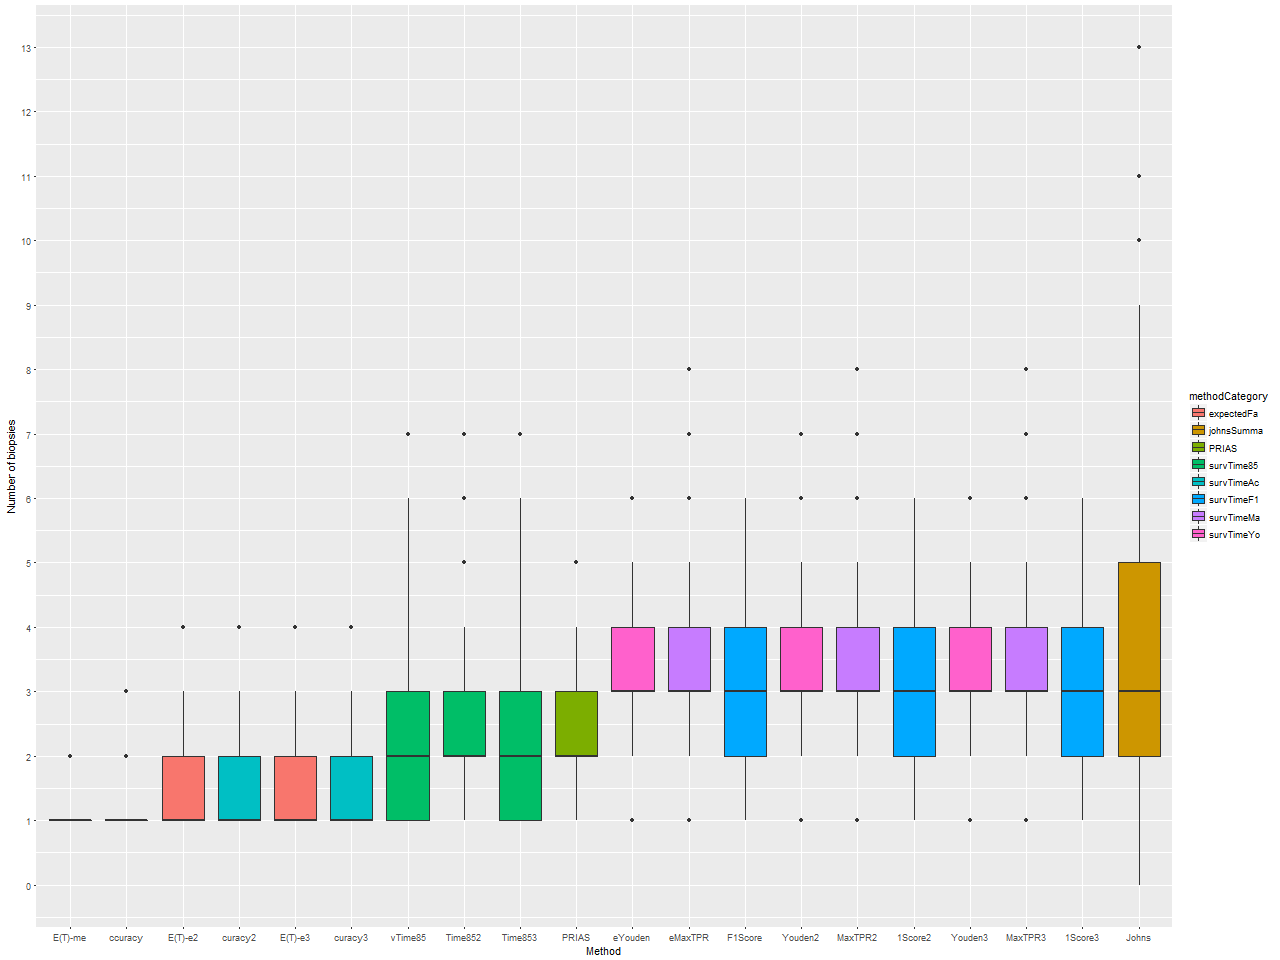 13
12
11
10
9
8
7
6
5
4
3
2
1
0
Number of biopsies
E(T)-me ccuracy E(T)-e2 curacy2 E(T)-e3 curacy3 vTime85 Time852 Time853 PRIAS eYouden eMaxTPR F1Score Youden2 MaxTPR2 1Score2 Youden3 MaxTPR3 1Score3 Johns
Method
methodCategory
expectedFa
johnsSumma
PRIAS
survTime85
survTimeAc
survTimeF1
survTimeMa
survTimeYo